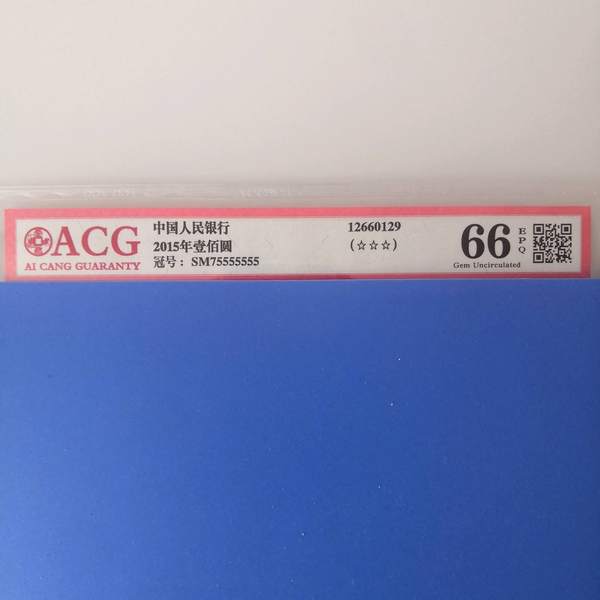 ACG
AI CANG GUARANTY
中国人民银行
2015年壹佰圆
冠号: SM75555555
12660129
(☆☆☆)
66
EPQ
Gem Uncirculated